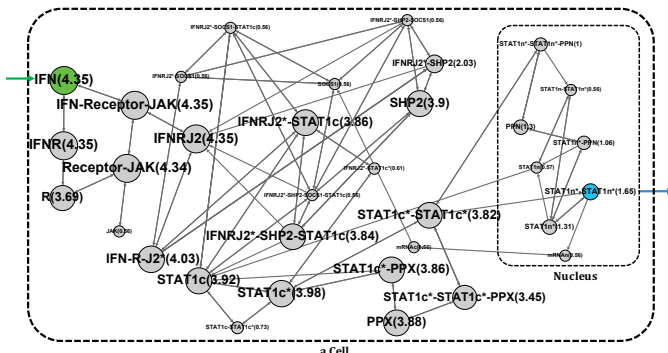 IFNRJ2*-SOCS1-STAT1c(0.56)
IFNRJ2*-SHP2-SOCS1(0.56)
STAT1n*-STAT1n*-PPN(1)
IFNRJ2*-SHP2(2.03)
IFN(4.35)
IFNRJ2*-SOCS1(0.56)
SOCS1(0.56)
STAT1n-STAT1n*(0.56)
IFN-Receptor-JAK(4.35)
SHP2(3.9)
IFNRJ2*-STAT1c(3.86)
PPN(1.3)
IFNR(4.35)
IFNRJ2(4.35)
STAT1n*-PPN(1.06)
Receptor-JAK(4.34)
IFNRJ2*-STAT1c*(0.61)
STAT1n(0.57)
R(3.69)
IFNRJ2*-SHP2-SOCS1-STAT1c(0.56)
STAT1n*-STAT1n*(1.65)
STAT1c*-STAT1c*(3.82)
JAK(0.56)
IFNRJ2*-SHP2-STAT1c(3.84)
STAT1n*(1.31)
mRNAc(0.56)
mRNAn(0.56)
IFN-R-J2*(4.03)
STAT1c*-PPX(3.86)
Nucleus
STAT1c(3.92)
STAT1c*(3.98)
STAT1c*-STAT1c*-PPX(3.45)
STAT1c-STAT1c*(0.73)
PPX(3.88)
a Cell